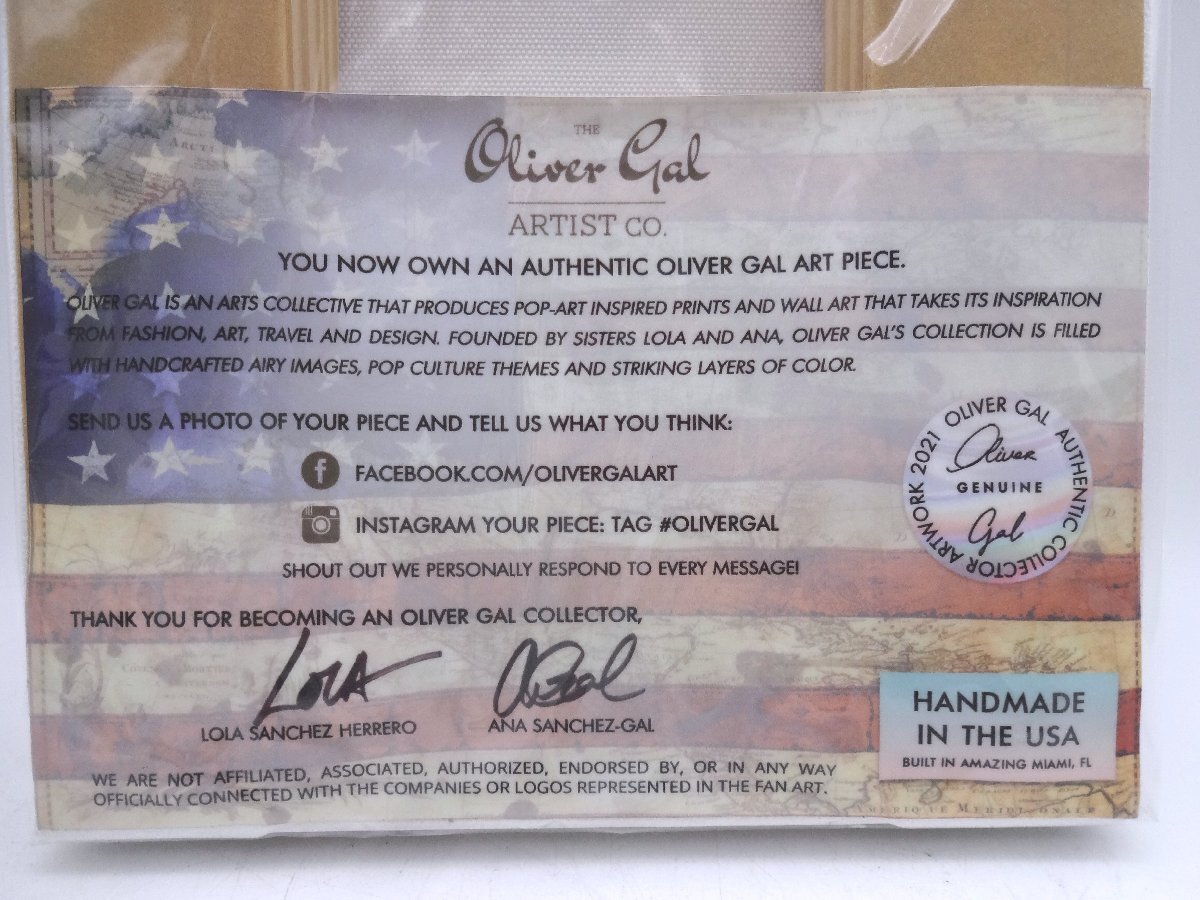 THE
Oliver Gal
ARTIST CO.
YOU NOW OWN AN AUTHENTIC OLIVER GAL ART PIECE.
OLIVER GAL IS AN ARTS COLLECTIVE THAT PRODUCES POP-ART INSPIRED PRINTS AND WALL ART THAT TAKES ITS INSPIRATION
FROM FASHION, ART, TRAVEL AND DESIGN. FOUNDED BY SISTERS LOLA AND ANA, OLIVER GAL'S COLLECTION IS FILLED
WITH HANDCRAFTED AIRY IMAGES, POP CULTURE THEMES AND STRIKING LAYERS OF COLOR.
SEND US A PHOTO OF YOUR PIECE AND TELL US WHAT YOU THINK:
FACEBOOK.COM/OLIVERGALART
INSTAGRAM YOUR PIECE: TAG #OLIVERGAL
SHOUT OUT WE PERSONALLY RESPOND TO EVERY MESSAGE!
OLIVER GAL AUTHENTIC COLLECTOR ARTWORK 2021
Oliver
GENUINE
Gal
THANK YOU FOR BECOMING AN OLIVER GAL COLLECTOR,
LOLA
LOLA SANCHEZ HERRERO
ANA SANCHEZ-GAL
HANDMADE
IN THE USA
BUILT IN AMAZING MIAMI, FL
WE ARE NOT AFFILIATED, ASSOCIATED, AUTHORIZED, ENDORSED BY, OR IN ANY WAY
OFFICIALLY CONNECTED WITH THE COMPANIES OR LOGOS REPRESENTED IN THE FAN ART.